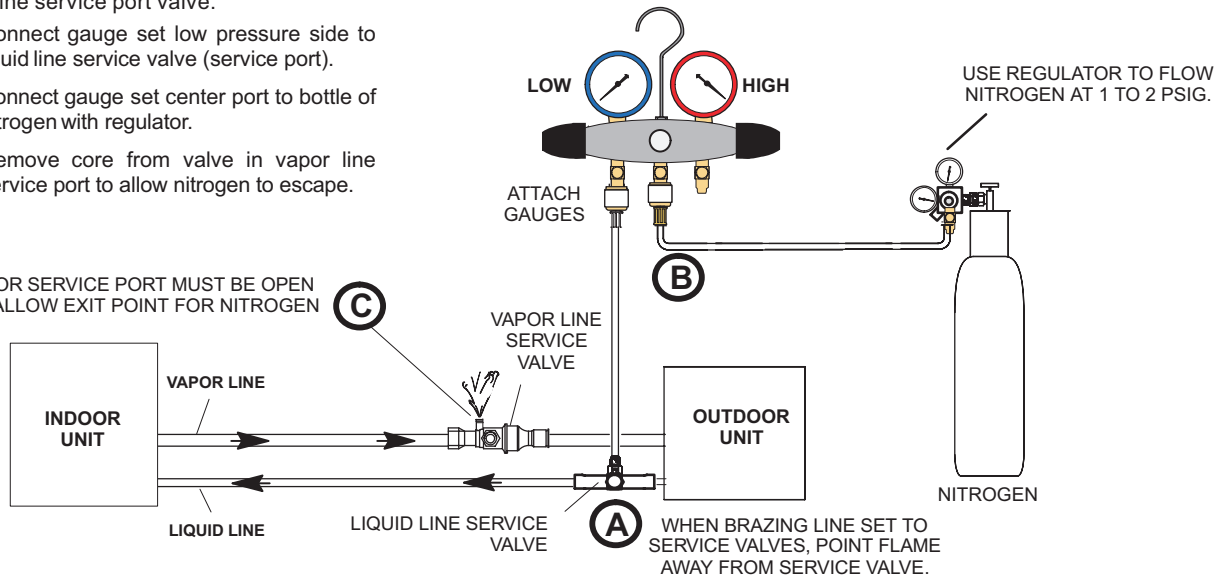 line service port valve.
onnect gauge set low pressure side to
quid line service valve (service port).
onnect gauge set center port to bottle of
trogen with regulator.
emove core from valve in vapor line
ervice port to allow nitrogen to escape.
LOW
HIGH
USE REGULATOR TO FLOW
NITROGEN AT 1 TO 2 PSIG.
ATTACH
GAUGES
B
OR SERVICE PORT MUST BE OPEN
ALLOW EXIT POINT FOR NITROGEN
C
VAPOR LINE
SERVICE
VALVE
VAPOR LINE
INDOOR
UNIT
OUTDOOR
UNIT
NITROGEN
LIQUID LINE
LIQUID LINE SERVICE
VALVE
A
WHEN BRAZING LINE SET TO
SERVICE VALVES, POINT FLAME
AWAY FROM SERVICE VALVE.